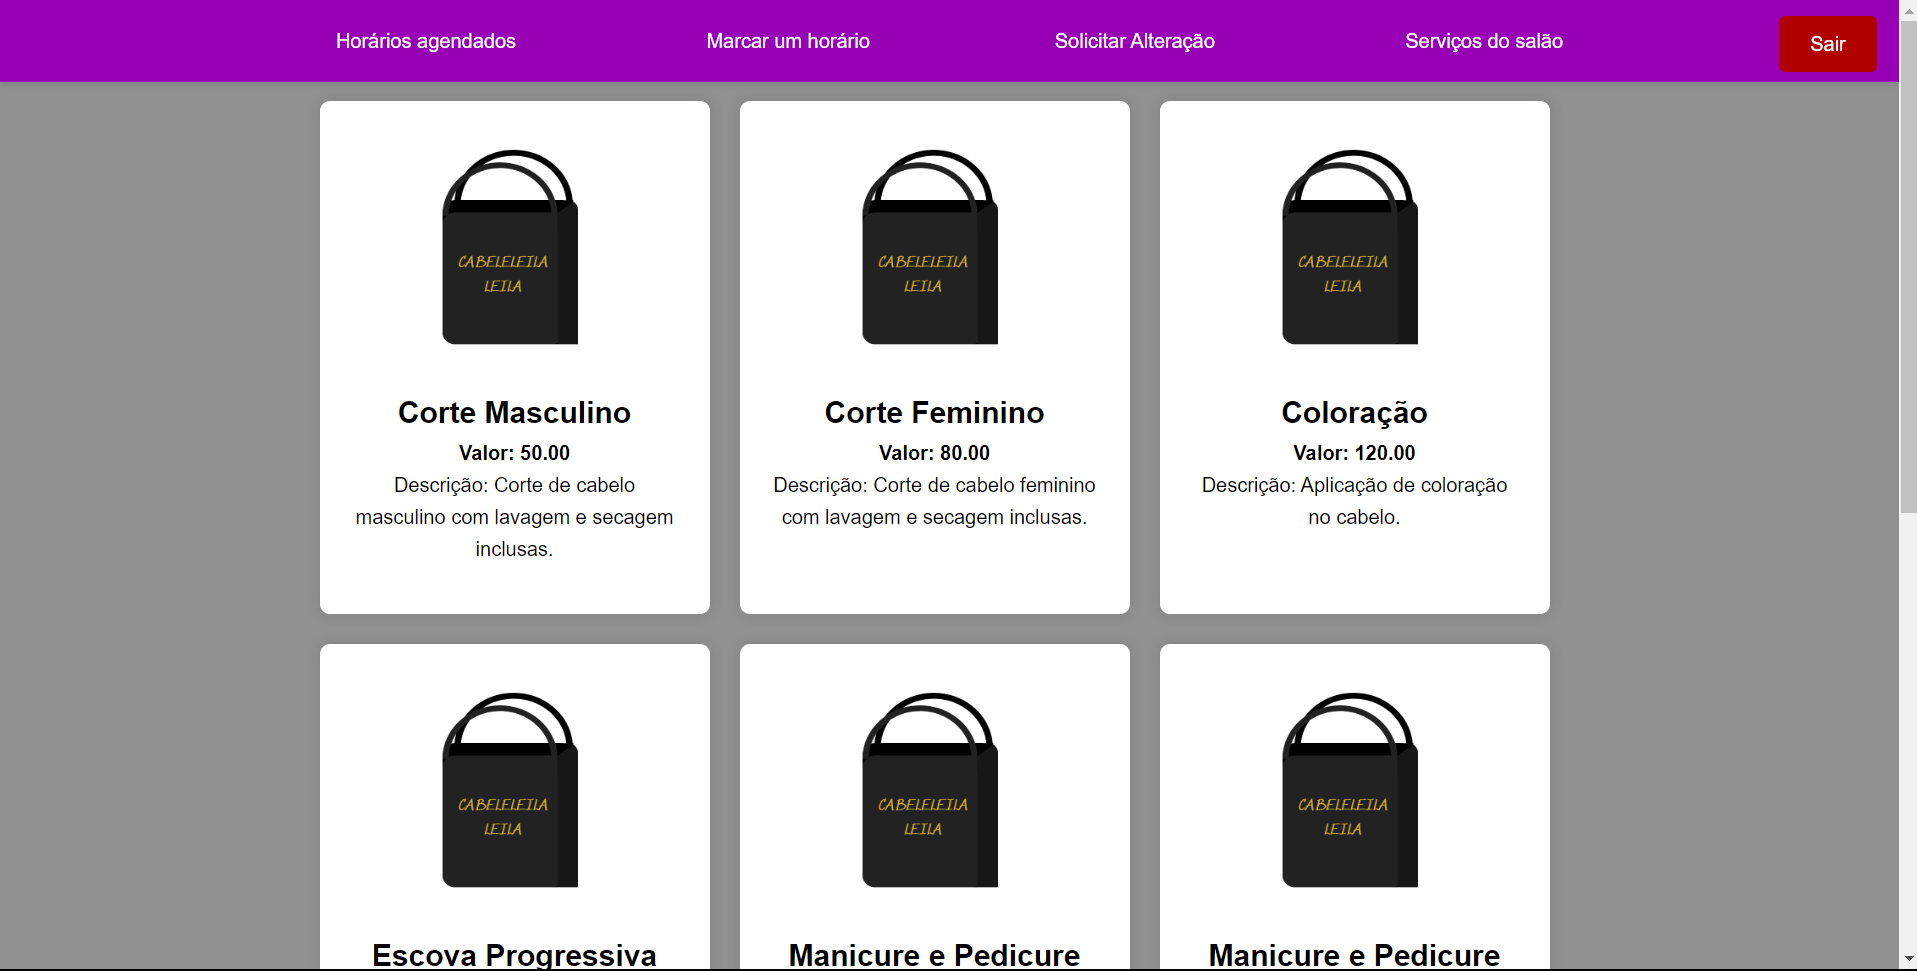 Horários agendados
Marcar um horário
Solicitar Alteração
Serviços do salão
Sair
CABELELEILA
LEILA
CABELELEILA
LEILA
CABELELEILA
LEILA
Corte Masculino
Valor: 50.00
Descrição: Corte de cabelo
masculino com lavagem e secagem
inclusas.
Corte Feminino
Valor: 80.00
Descrição: Corte de cabelo feminino
com lavagem e secagem inclusas.
Coloração
Valor: 120.00
Descrição: Aplicação de coloração
no cabelo.
CABELELEILA
LEILA
CABELELEILA
LEILA
CABELELEILA
LEILA
Escova Progressiva
Manicure e Pedicure
Manicure e Pedicure